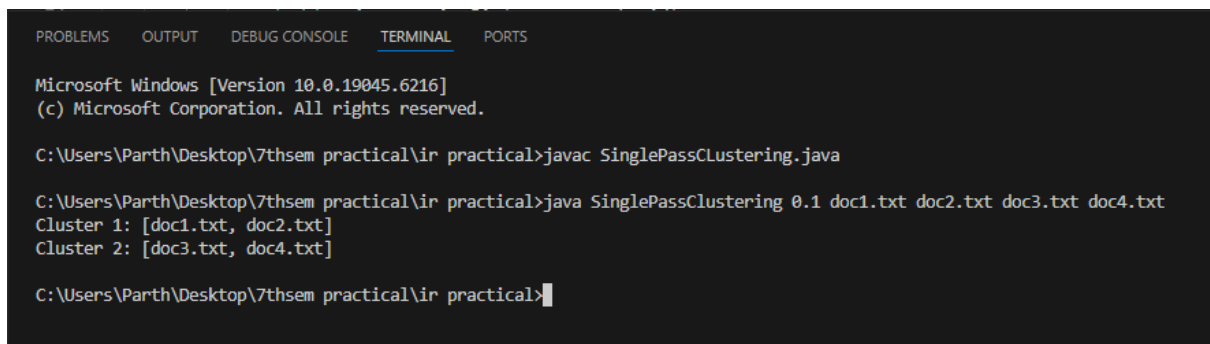 PROBLEMS OUTPUT DEBUG CONSOLE TERMINAL PORTS
Microsoft Windows [Version 10.0.19045.6216]
(c) Microsoft Corporation. All rights reserved.
C:\Users\Parth\Desktop\7thsem practical\ir practical>javac SinglePassCLustering.java
C:\Users\Parth\Desktop\7thsem practical\ir practical>java SinglePassClustering 0.1 doc1.txt doc2.txt doc3.txt doc4.txt
Cluster 1: [doc1.txt, doc2.txt]
Cluster 2: [doc3.txt, doc4.txt]
C:\Users\Parth\Desktop\7thsem practical\ir practical>